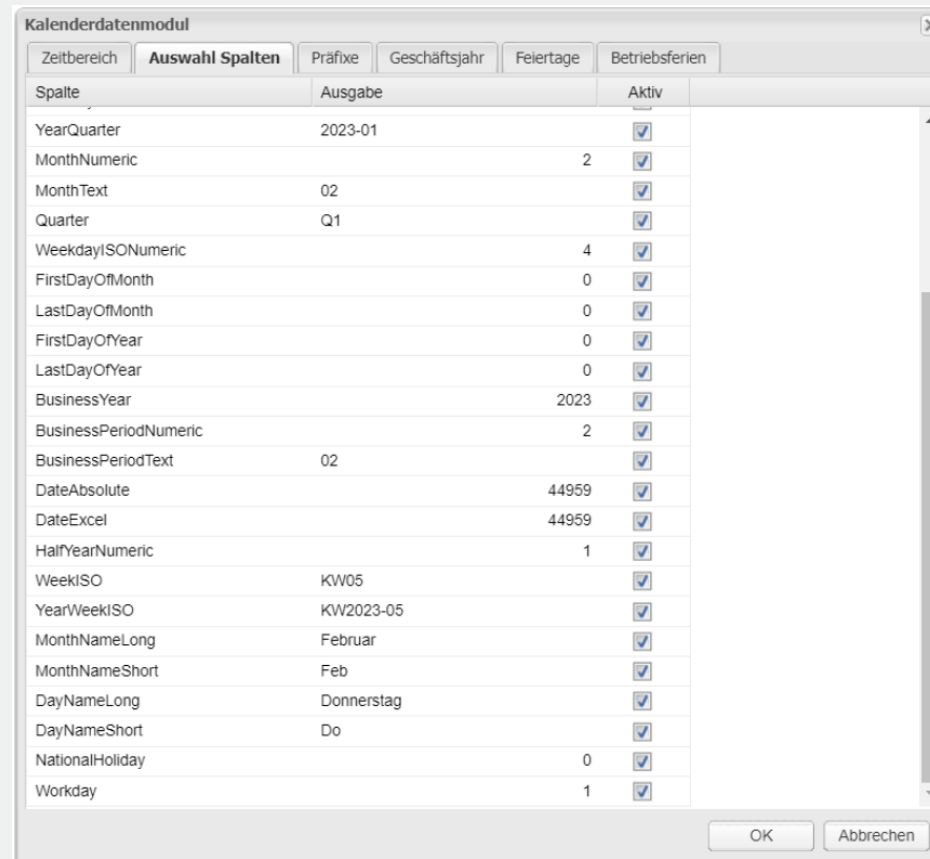 Kalenderdatenmodul
Zeitbereich Auswahl Spalten Präfixe Geschäftsjahr Feiertage Betriebsferien
Spalte Ausgabe Aktiv
YearQuarter 2023-01
MonthNumeric 2
MonthText 02
Quarter Q1
WeekdayISONumeric 4
FirstDayOfMonth 0
LastDayOfMonth 0
FirstDayOfYear 0
LastDayOfYear 0
BusinessYear 2023
BusinessPeriodNumeric 2
BusinessPeriodText 02
DateAbsolute 44959
DateExcel 44959
HalfYearNumeric 1
WeekISO KW05
YearWeekISO KW2023-05
MonthNameLong Februar
MonthNameShort Feb
DayNameLong Donnerstag
DayNameShort Do
NationalHoliday 0
Workday 1
OK Abbrechen